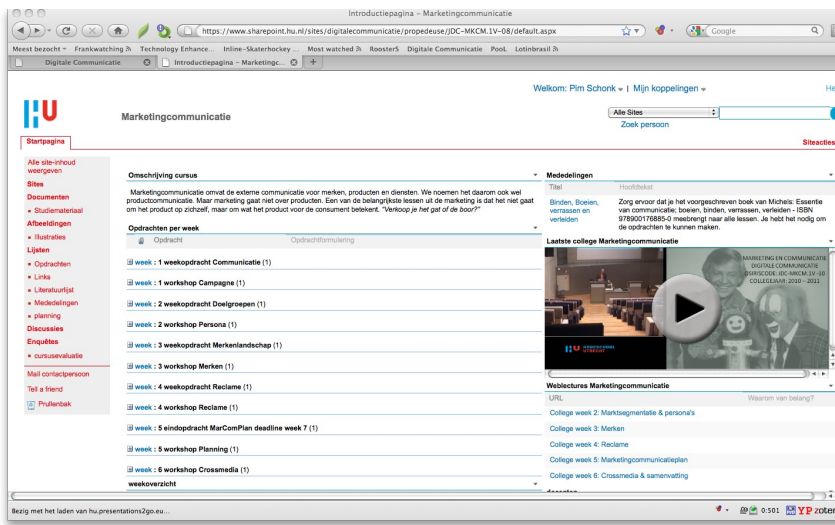 Introductiepagina – Marketingcommunicatie
https://www.sharepoint.hu.nl/sites/digitalecommunicatie/propedeuse/JDC-MKCM.1V-08/default.aspx
Google
Meest bezocht Frankwatching Technology Enhance... Inline-Skaterhockey... Most watched RoosterS Digitale Communicatie PooL Lotinbrasil
Digitale Communicatie
Introductiepagina – Marketingc...
Welkom: Pim Schonk | Mijn koppelingen
He
HU
Marketingcommunicatie
Alle Sites
Zoek persoon
Startpagina
Siteacties
Alle site-inhoud
weergeven
Sites
Documenten
Studiemateriaal
Afbeeldingen
Illustraties
Lijsten
Opdrachten
Links
Literatuurlijst
Mededelingen
planning
Discussies
Enquêtes
cursusevaluatie
Mail contactpersoon
Tell a friend
Prullenbak
Omschrijving cursus
Marketingcommunicatie omvat de externe communicatie voor merken, producten en diensten. We noemen het daarom ook wel
productcommunicatie. Maar marketing gaat niet over producten. Een van de belangrijkste lessen uit de marketing is dat het niet gaat
om het product op zichzelf, maar om wat het product voor de consument betekent. "Verkoop je het gat of de boor?"
Opdrachten per week
Opdracht Opdrachtformulering
week : 1 weekopdracht Communicatie (1)
week : 1 workshop Campagne (1)
week : 2 weekopdracht Doelgroepen (1)
week : 2 workshop Persona (1)
week : 3 weekopdracht Merkenlandschap (1)
week : 3 workshop Merken (1)
week : 4 weekopdracht Reclame (1)
week : 4 workshop Reclame (1)
week : 5 eindopdracht MarComPlan deadline week 7 (1)
week : 5 workshop Planning (1)
week : 6 workshop Crossmedia (1)
weekoverzicht
Mededelingen
Titel Hoofdtekst
Binden, Boeien,
verrassen en
verleiden
Zorg ervoor dat je het voorgeschreven boek van Michels: Essentie
van communicatie; boeien, binden, verrassen, verleiden - ISBN
978900176885-0 meebrengt naar alle lessen. Je hebt het nodig om
de opdrachten te kunnen maken.
Laatste college Marketingcommunicatie
MARKETING EN COMMUNICATIE
DIGITALE COMMUNICATIE
OSIRISCODE: JDC-MKCM.1V -10
COLLEGEJAAR: 2010 – 2011
HU HOGESCHOOL
UTRECHT
Weblectures Marketingcommunicatie
URL Waarom van belang?
College week 2: Marktsegmentatie & persona's
College week 3: Merken
College week 4: Reclame
College week 5: Marketingcommunicatieplan
College week 6: Crossmedia & samenvatting
Bezig met het laden van hu.presentations2go.eu...
0:501
YP zoter